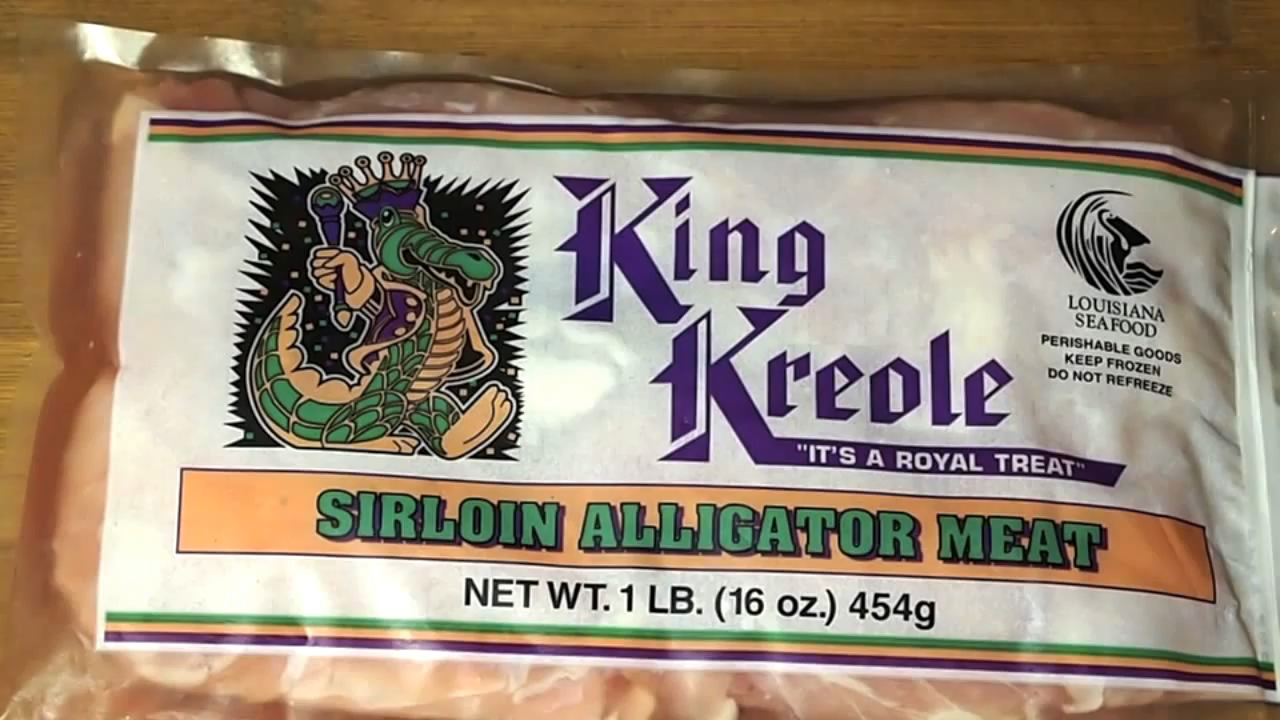 King
Kreole
"IT'S A ROYAL TREAT"
LOUISIANA
SEAFOOD
PERISHABLE GOODS
KEEP FROZEN
DO NOT REFREEZE
SIRLOIN ALLIGATOR MEAT
NET WT. 1 LB. (16 oz.) 454g